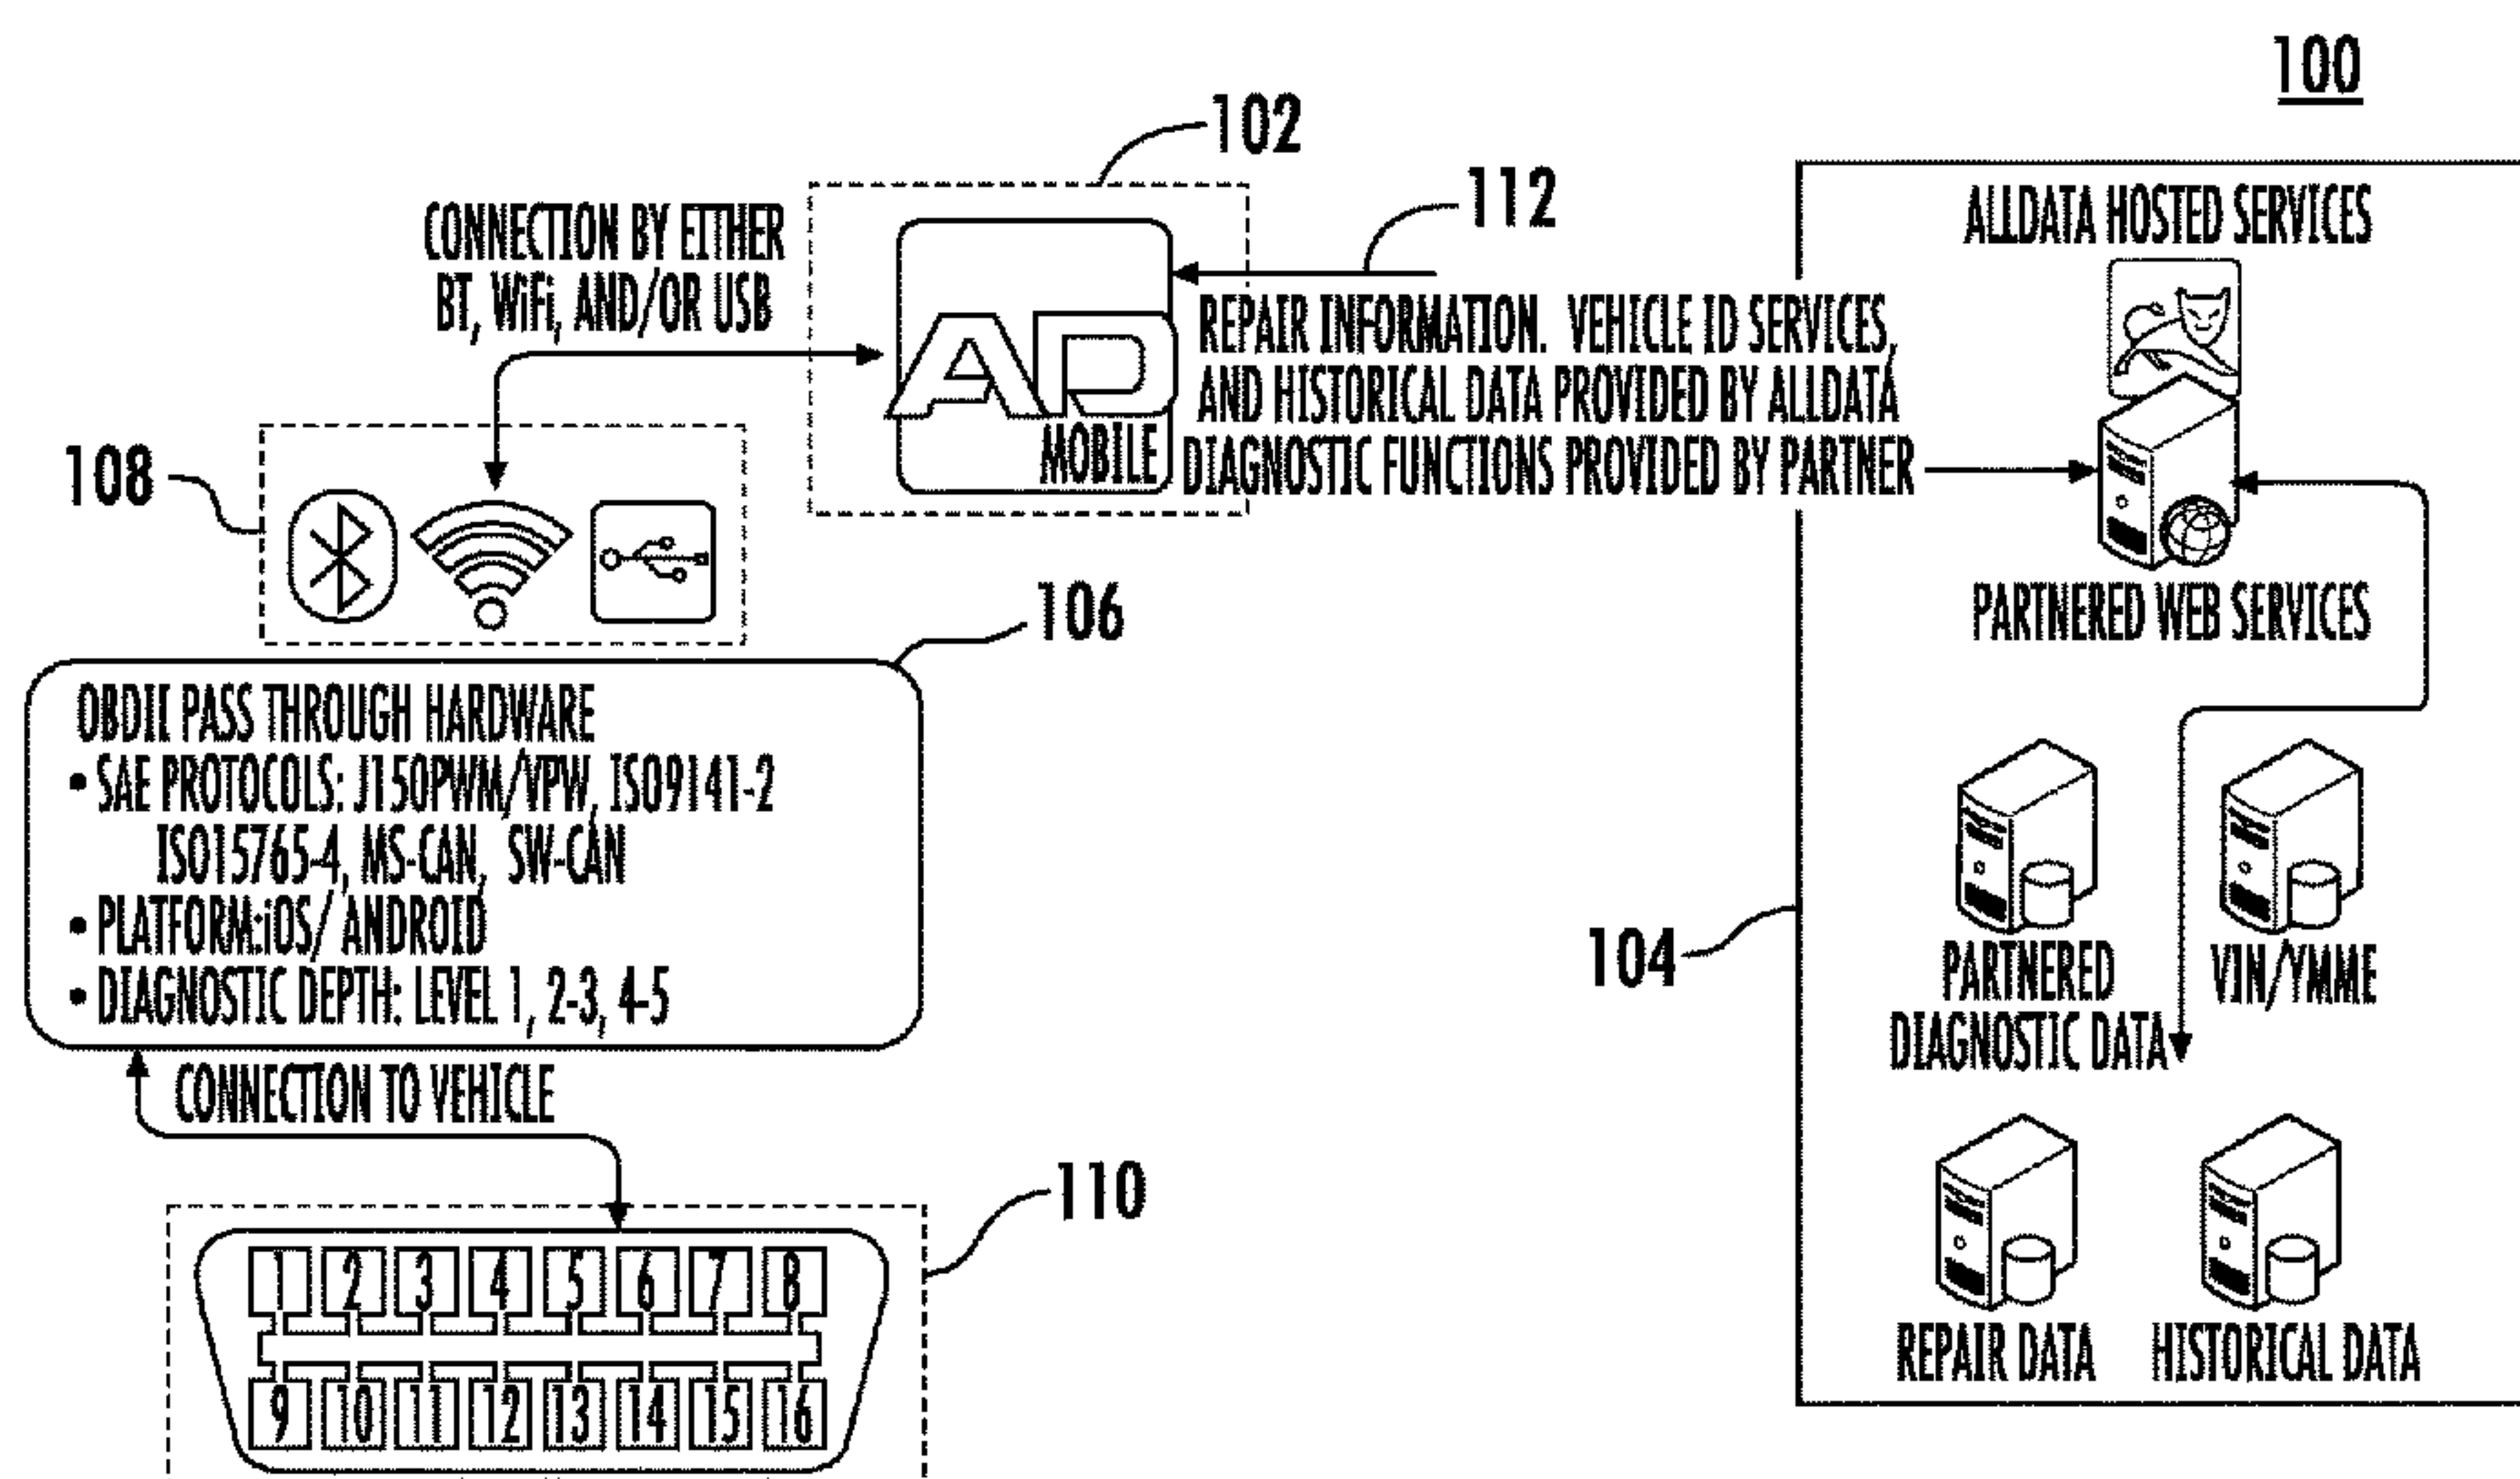 100
102
112
CONNECTION BY EITHER
BT, WiFi, AND/OR USB
AD
MOBILE
REPAIR INFORMATION. VEHICLE ID SERVICES,
AND HISTORICAL DATA PROVIDED BY ALLDATA
DIAGNOSTIC FUNCTIONS PROVIDED BY PARTNER
ALLDATA HOSTED SERVICES
PARTNERED WEB SERVICES
108
106
OBDII PASS THROUGH HARDWARE
• SAE PROTOCOLS: J150PWM/VPW, ISO9141-2
ISO15765-4, MS-CAN, SW-CAN
• PLATFORM:iOS/ ANDROID
• DIAGNOSTIC DEPTH: LEVEL 1, 2-3, 4-5
104
PARTNERED
DIAGNOSTIC DATA
VIN/YMME
CONNECTION TO VEHICLE
110
1 2 3 4 5 6 7 8
9 10 11 12 13 14 15 16
REPAIR DATA
HISTORICAL DATA